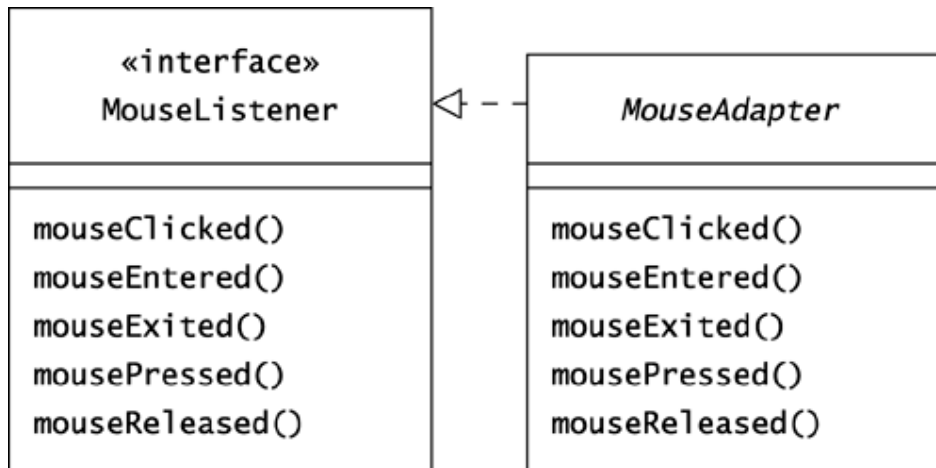 «interface»
MouseListener
mouseClicked()
mouseEntered()
mouseExited()
mousePressed()
mouseReleased()
MouseAdapter
mouseClicked()
mouseEntered()
mouseExited()
mousePressed()
mouseReleased()